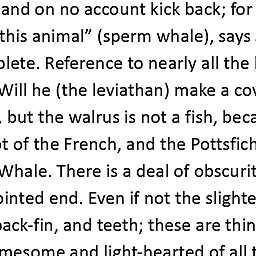 and on no account kick back; for
this animal” (sperm whale), says
plete. Reference to nearly all the
Will he (the leviathan) make a cov
, but the walrus is not a fish, beca
ot of the French, and the Pottsfich
Whale. There is a deal of obscurit
ointed end. Even if not the slighte
back-fin, and teeth; these are thin
mesome and light-hearted of all t